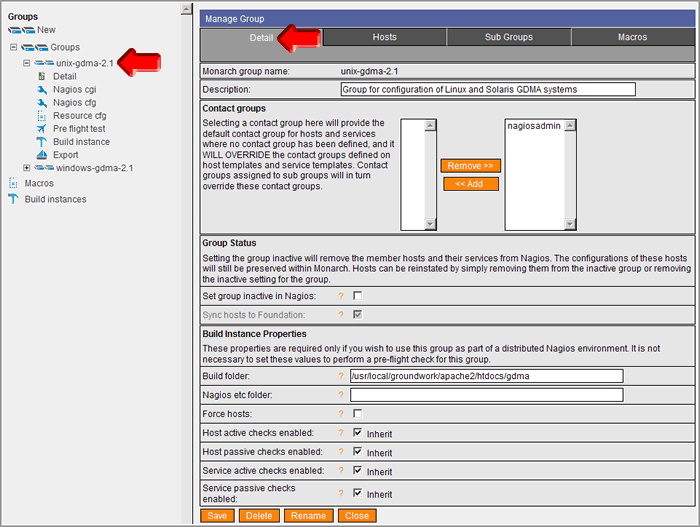 Groups
New
Groups
unix-gdma-2.1
Detail
Nagios cgi
Nagios cfg
Resource cfg
Pre flight test
Build instance
Export
windows-gdma-2.1
Macros
Build instances
Manage Group
Detail Hosts Sub Groups Macros
Monarch group name: unix-gdma-2.1
Description: Group for configuration of Linux and Solaris GDMA systems
Contact groups
Selecting a contact group here will provide the
default contact group for hosts and services
where no contact group has been defined, and it
WILL OVERRIDE the contact groups defined on
host templates and service templates. Contact
groups assigned to sub groups will in turn
override these contact groups.
Remove >>
<< Add
nagiosadmin
Group Status
Setting the group inactive will remove the member hosts and their services from Nagios. The configurations of these hosts
will still be preserved within Monarch. Hosts can be reinstated by simply removing them from the inactive group or removing
the inactive setting for the group.
Set group inactive in Nagios: ?
Sync hosts to Foundation: ?
Build Instance Properties
These properties are required only if you wish to use this group as part of a distributed Nagios environment. It is not
necessary to set these values to perform a pre-flight check for this group.
Build folder: ? /usr/local/groundwork/apache2/htdocs/gdma
Nagios etc folder: ?
Force hosts: ?
Host active checks enabled: ? Inherit
Host passive checks enabled: ? Inherit
Service active checks enabled: ? Inherit
Service passive checks
enabled: ? Inherit
Save Delete Rename Close